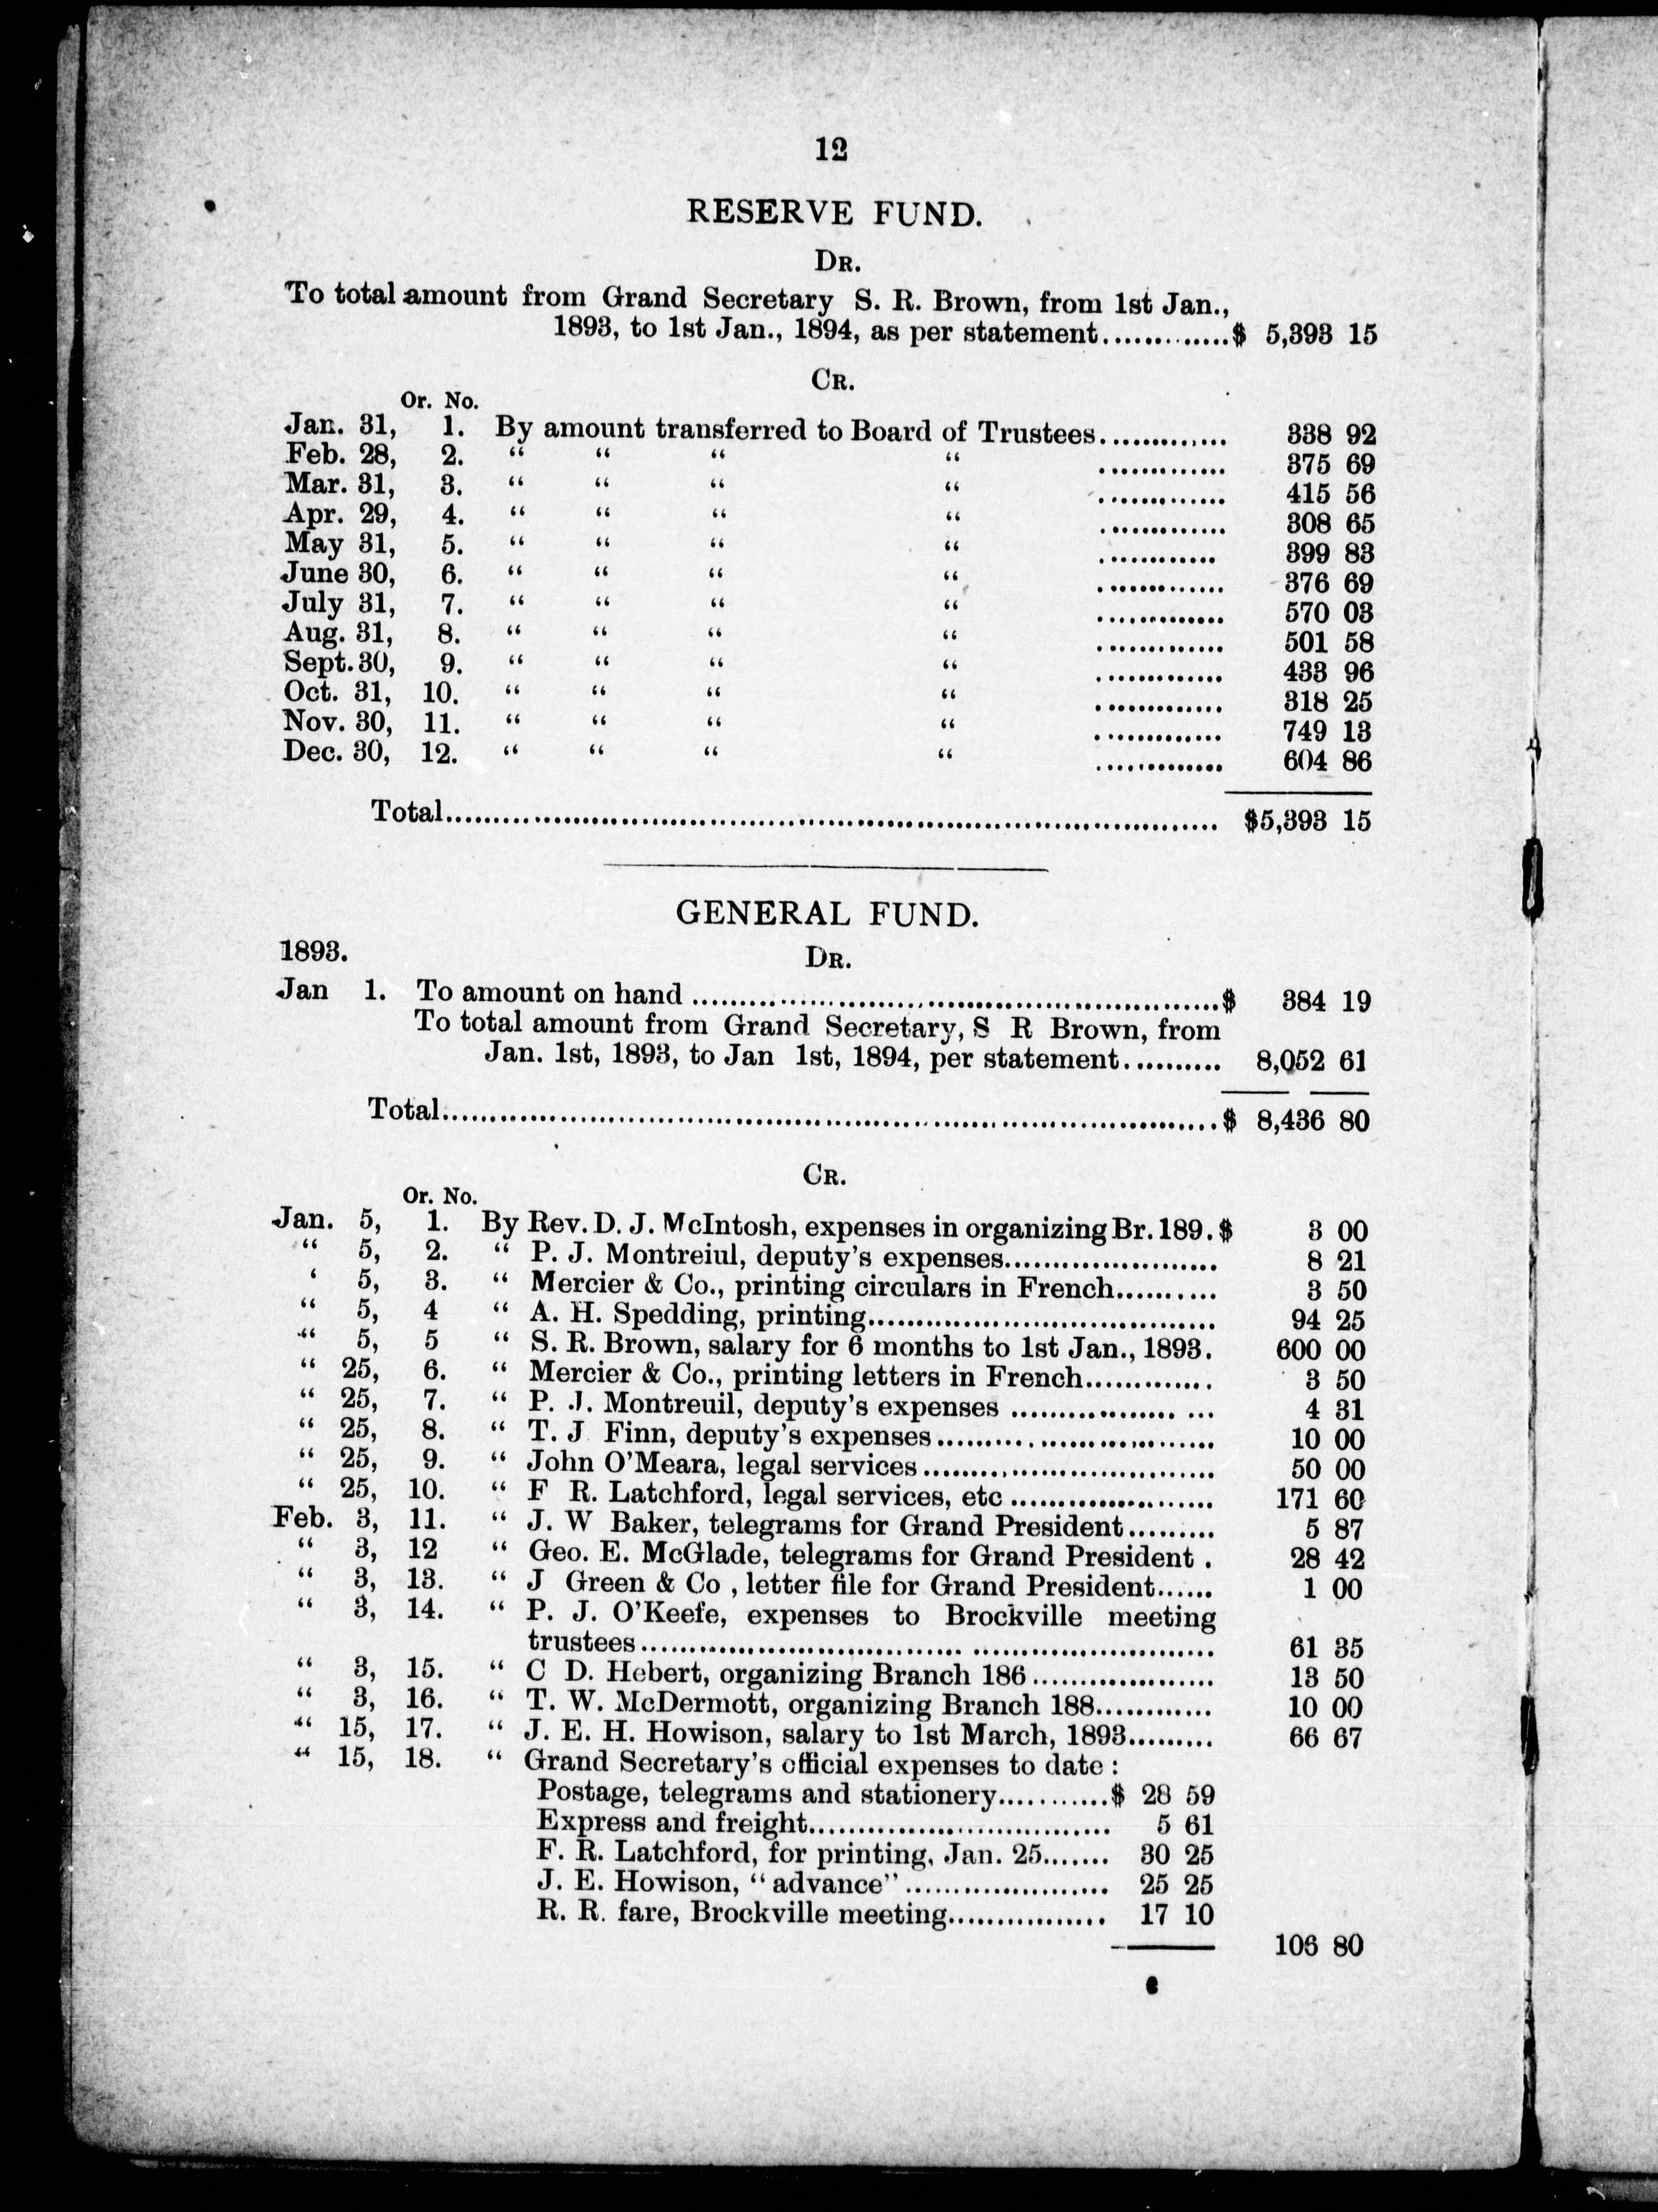 12
RESERVE FUND.
DR.
To total amount from Grand Secretary S. R. Brown, from 1st Jan.,
1893, to 1st Jan., 1894, as per statement.............$ 5,393 15
CR.
Or. No.
Jan. 31, 1. By amount transferred to Board of Trustees............. 338 92
Feb. 28, 2. “ “ “ “ ............. 375 69
Mar. 31, 3. “ “ “ “ ............. 415 56
Apr. 29, 4. “ “ “ “ ............. 308 65
May 31, 5. “ “ “ “ ............ 399 83
June 30, 6. “ “ “ “ ............. 376 69
July 31, 7. “ “ “ “ ............. 570 03
Aug. 31, 8. “ “ “ “ ............. 501 58
Sept. 30, 9. “ “ “ “ ............. 433 96
Oct. 31, 10. “ “ “ “ ............. 318 25
Nov. 30, 11. “ “ “ “ ............. 749 13
Dec. 30, 12. “ “ “ “ ............. 604 86
Total.................................................................................. $5,393 15
GENERAL FUND.
1893. DR.
Jan 1. To amount on hand ........................................................$ 384 19
To total amount from Grand Secretary, S R Brown, from
Jan. 1st, 1893, to Jan 1st, 1894, per statement.......... 8,052 61
Total..................................................................................$ 8,436 80
CR.
Or. No.
Jan. 5, 1. By Rev. D. J. McIntosh, expenses in organizing Br. 189.$ 3 00
“ 5, 2. “ P. J. Montreiul, deputy's expenses....................... 8 21
‘ 5, 3. “ Mercier & Co., printing circulars in French........... 3 50
“ 5, 4 “ A. H. Spedding, printing..................................... 94 25
“ 5, 5 “ S. R. Brown, salary for 6 months to 1st Jan., 1893. 600 00
“ 25, 6. “ Mercier & Co., printing letters in French............. 3 50
“ 25, 7. “ P. J. Montreuil, deputy's expenses .................. ... 4 31
“ 25, 8. “ T. J Finn, deputy's expenses.............................. 10 00
“ 25, 9. “ John O'Meara, legal services............................... 50 00
“ 25, 10. “ F R. Latchford, legal services, etc...................... 171 60
Feb. 3, 11. “ J. W Baker, telegrams for Grand President......... 5 87
“ 3, 12 “ Geo. E. McGlade, telegrams for Grand President . 28 42
“ 3, 13. “ J Green & Co , letter file for Grand President...... 1 00
“ 3, 14. “ P. J. O'Keefe, expenses to Brockville meeting
trustees............................................................. 61 35
“ 3, 15. “ C D. Hebert, organizing Branch 186................... 13 50
“ 3, 16. “ T. W. McDermott, organizing Branch 188............ 10 00
“ 15, 17. “ J. E. H. Howison, salary to 1st March, 1893......... 66 67
“ 15, 18. “ Grand Secretary's official expenses to date :
Postage, telegrams and stationery...........$ 28 59
Express and freight................................ 5 61
F. R. Latchford, for printing, Jan. 25....... 30 25
J. E. Howison, “advance”...................... 25 25
R. R. fare, Brockville meeting................. 17 10
106 80